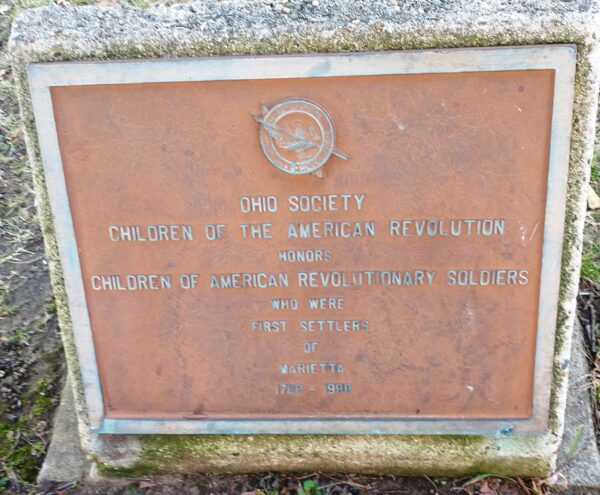 OHIO SOCIETY
CHILDREN OF THE AMERICAN REVOLUTION
HONORS
CHILDREN OF AMERICAN REVOLUTIONARY SOLDIERS
WHO WERE
FIRST SETTLERS
OF
MARIETTA
- 1988